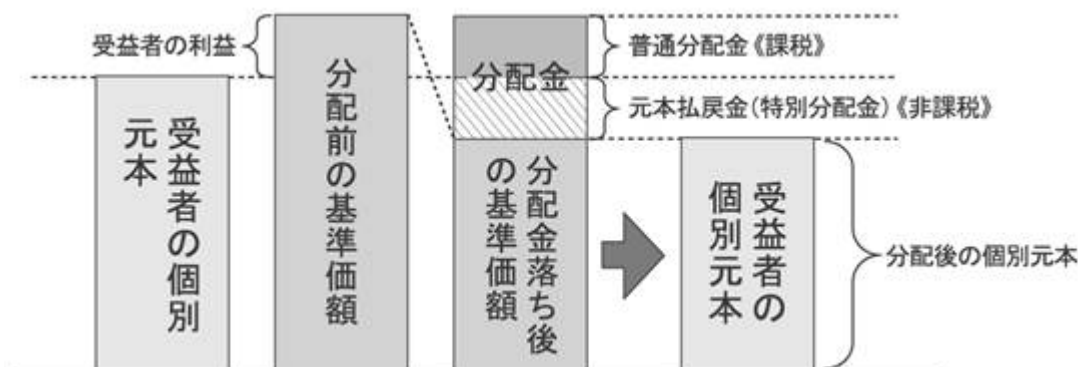 受益者の利益
受益者の個別
元本
分配前の基準価額
分配金
分配金落ち後
の基準価額
普通分配金《課税》
元本払戻金(特別分配金)《非課税》
受益者の
個別元本
分配後の個別元本